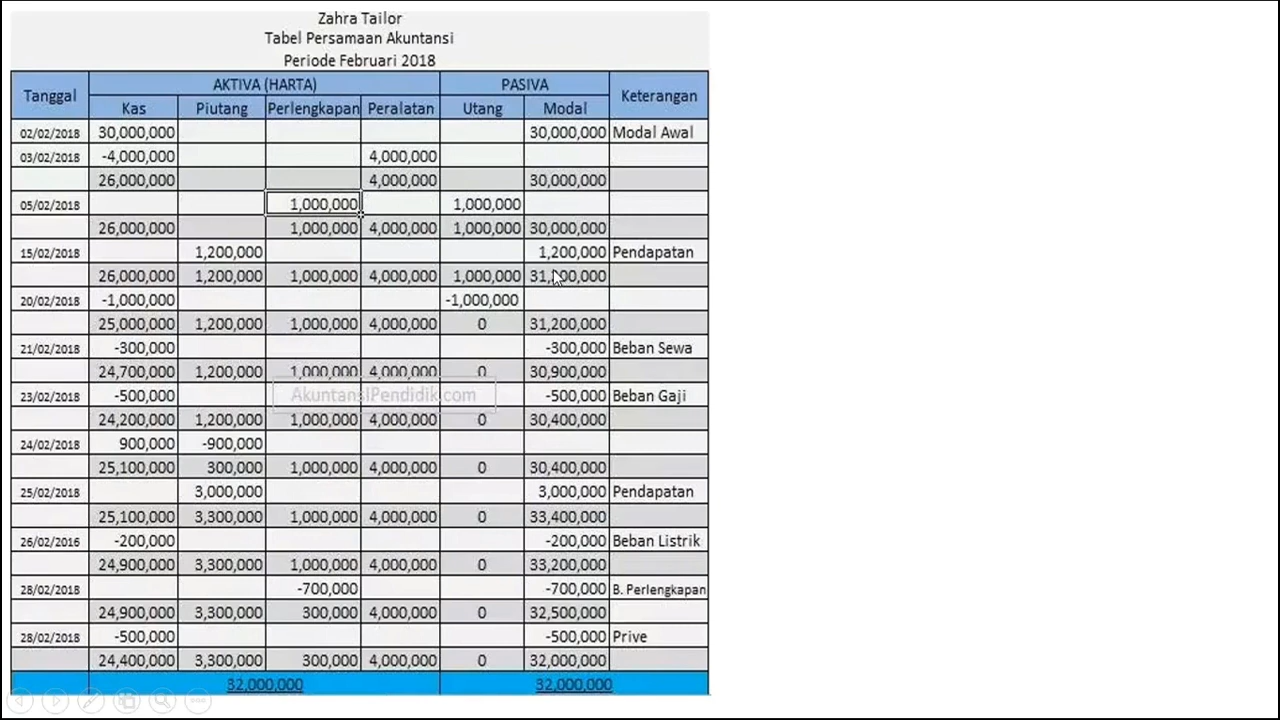 Zahra Tailor
Tabel Persamaan Akuntansi
Periode Februari 2018
Tanggal AKTIVA (HARTA) PASIVA Keterangan
Kas Piutang Perlengkapan Peralatan Utang Modal
02/02/2018 30,000,000 30,000,000 Modal Awal
03/02/2018 -4,000,000 4,000,000
26,000,000 4,000,000 30,000,000
05/02/2018 1,000,000 1,000,000
26,000,000 1,000,000 4,000,000 1,000,000 30,000,000
15/02/2018 1,200,000 1,200,000 Pendapatan
26,000,000 1,200,000 1,000,000 4,000,000 1,000,000 31,200,000
20/02/2018 -1,000,000 -1,000,000
25,000,000 1,200,000 1,000,000 4,000,000 0 31,200,000
21/02/2018 -300,000 -300,000 Beban Sewa
24,700,000 1,200,000 1,000,000 4,000,000 0 30,900,000
23/02/2018 -500,000 AkuntansIPendidik.com -500,000 Beban Gaji
24,200,000 1,200,000 1,000,000 4,000,000 0 30,400,000
24/02/2018 900,000 -900,000
25,100,000 300,000 1,000,000 4,000,000 0 30,400,000
25/02/2018 3,000,000 3,000,000 Pendapatan
25,100,000 3,300,000 1,000,000 4,000,000 0 33,400,000
26/02/2016 -200,000 -200,000 Beban Listrik
24,900,000 3,300,000 1,000,000 4,000,000 0 33,200,000
28/02/2018 -700,000 -700,000 B. Perlengkapan
24,900,000 3,300,000 300,000 4,000,000 0 32,500,000
28/02/2018 -500,000 -500,000 Prive
24,400,000 3,300,000 300,000 4,000,000 0 32,000,000
32,000,000 32,000,000